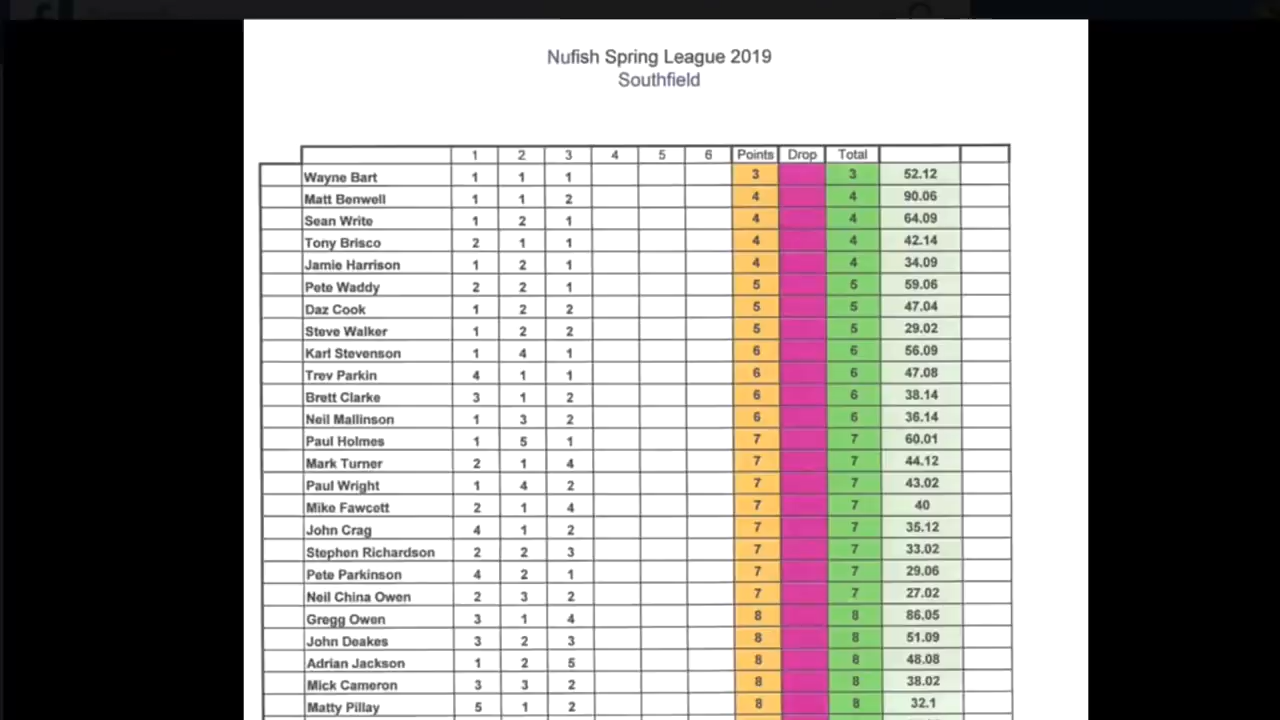 Nufish Spring League 2019
Southfield
1 2 3 4 5 6 Points Drop Total
Wayne Bart 1 1 1 3 3 52.12
Matt Benwell 1 1 2 4 4 90.06
Sean Write 1 2 1 4 4 64.09
Tony Brisco 2 1 1 4 4 42.14
Jamie Harrison 1 2 1 4 4 34.09
Pete Waddy 2 2 1 5 5 59.06
Daz Cook 1 2 2 5 5 47.04
Steve Walker 1 2 2 5 5 29.02
Karl Stevenson 1 4 1 6 6 56.09
Trev Parkin 4 1 1 6 6 47.08
Brett Clarke 3 1 2 6 6 38.14
Neil Mallinson 1 3 2 6 6 36.14
Paul Holmes 1 5 1 7 7 60.01
Mark Turner 2 1 4 7 7 44.12
Paul Wright 1 4 2 7 7 43.02
Mike Fawcett 2 1 4 7 7 40
John Crag 4 1 2 7 7 35.12
Stephen Richardson 2 2 3 7 7 33.02
Pete Parkinson 4 2 1 7 7 29.06
Neil China Owen 2 3 2 7 7 27.02
Gregg Owen 3 1 4 8 8 86.05
John Deakes 3 2 3 8 8 51.09
Adrian Jackson 1 2 5 8 8 48.08
Mick Cameron 3 3 2 8 8 38.02
Matty Pillay 5 1 2 8 8 32.1